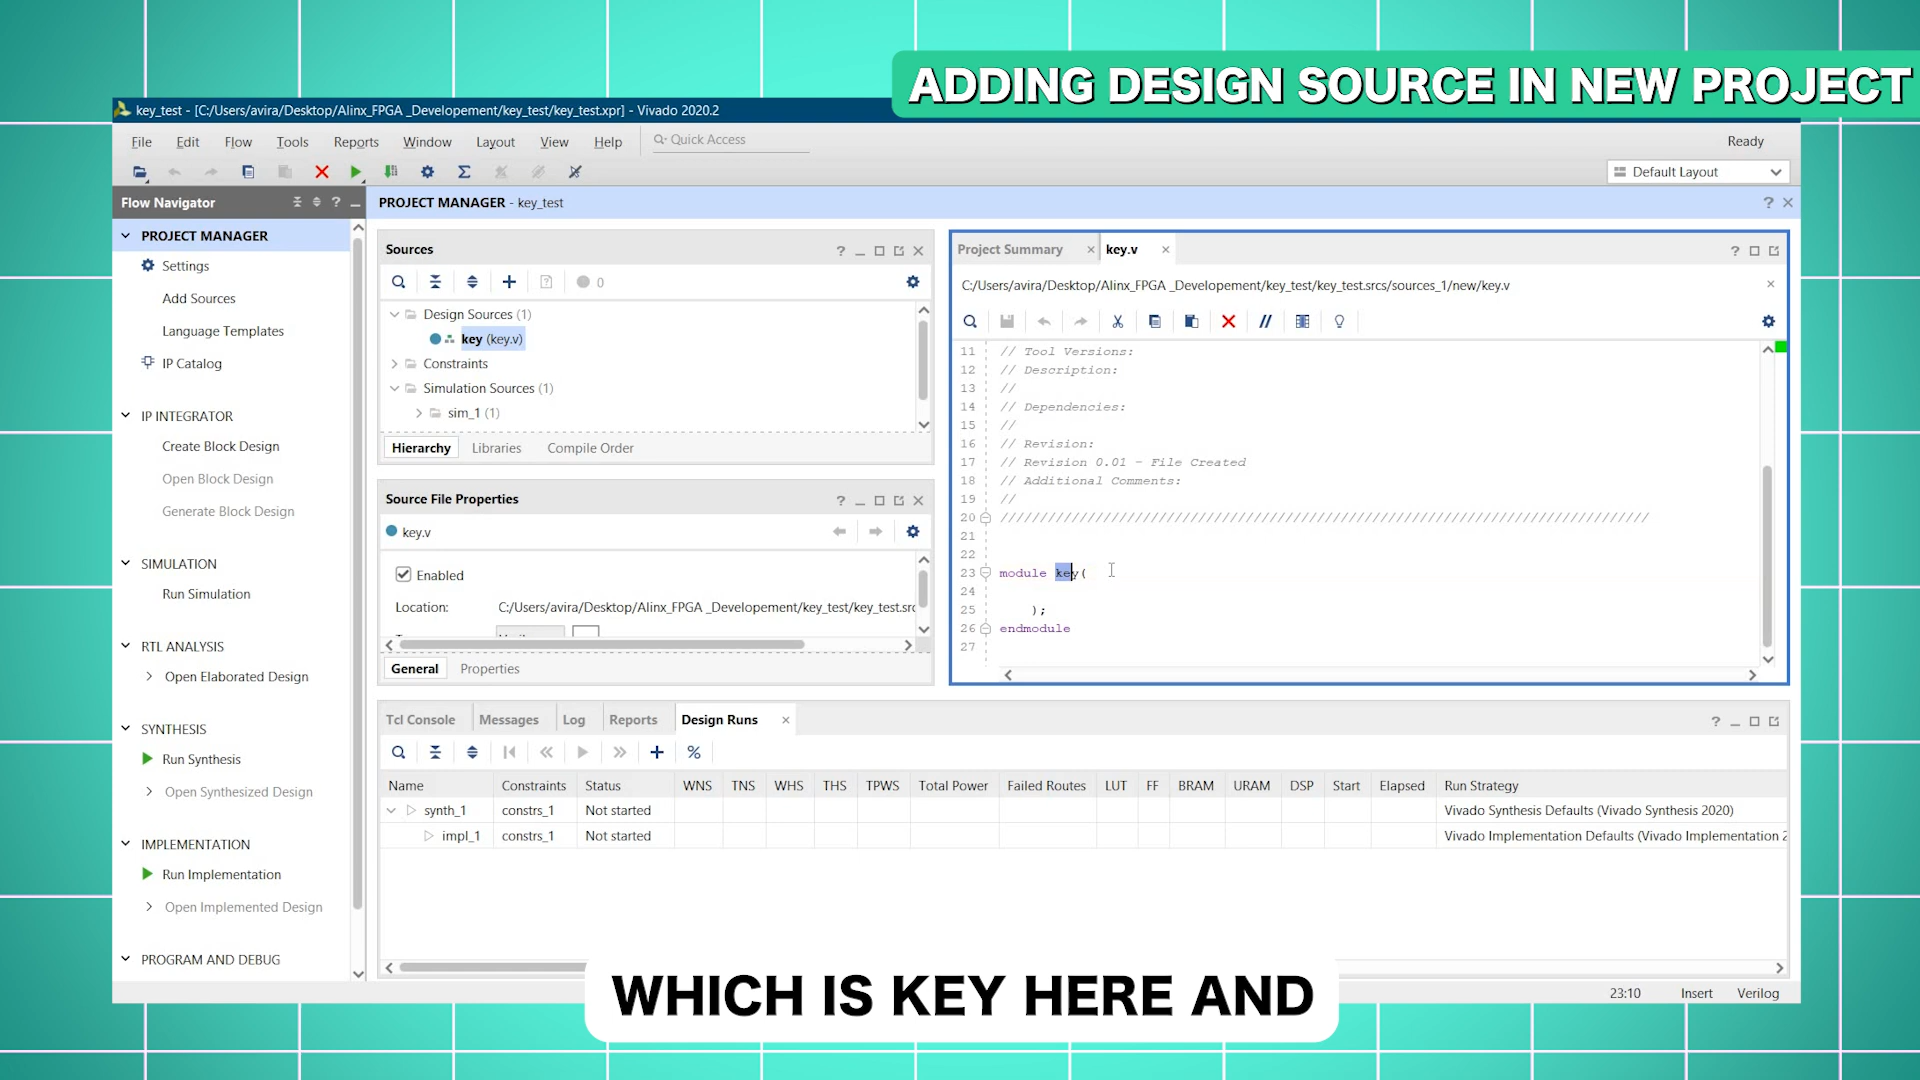 ADDING DESIGN SOURCE IN NEW PROJECT
key_test - [C:/Users/avira/Desktop/Alinx_FPGA _Developement/key_test/key_test.xpr] - Vivado 2020.2
File Edit Flow Tools Reports Window Layout View Help Quick Access Ready
Default Layout
Flow Navigator
PROJECT MANAGER
Settings
Add Sources
Language Templates
IP Catalog
IP INTEGRATOR
Create Block Design
Open Block Design
Generate Block Design
SIMULATION
Run Simulation
RTL ANALYSIS
Open Elaborated Design
SYNTHESIS
Run Synthesis
Open Synthesized Design
IMPLEMENTATION
Run Implementation
Open Implemented Design
PROGRAM AND DEBUG
PROJECT MANAGER - key_test
Sources
0
Design Sources (1)
key (key.v)
Constraints
Simulation Sources (1)
sim_1 (1)
Hierarchy Libraries Compile Order
Source File Properties
key.v
Enabled
Location: C:/Users/avira/Desktop/Alinx_FPGA _Developement/key_test/key_test.src
General Properties
Project Summary key.v
C:/Users/avira/Desktop/Alinx_FPGA _Developement/key_test/key_test.srcs/sources_1/new/key.v
11 // Tool Versions:
12 // Description:
13 //
14 // Dependencies:
15 //
16 // Revision:
17 // Revision 0.01 - File Created
18 // Additional Comments:
19 //
20 //////////////////////////////////////////////////////////////////////////////////
21
22
23 module key(
24
25 );
26 endmodule
27
Tcl Console Messages Log Reports Design Runs
Name Constraints Status WNS TNS WHS THS TPWS Total Power Failed Routes LUT FF BRAM URAM DSP Start Elapsed Run Strategy
synth_1 constrs_1 Not started Vivado Synthesis Defaults (Vivado Synthesis 2020)
impl_1 constrs_1 Not started Vivado Implementation Defaults (Vivado Implementation 2
23:10 Insert Verilog
WHICH IS KEY HERE AND